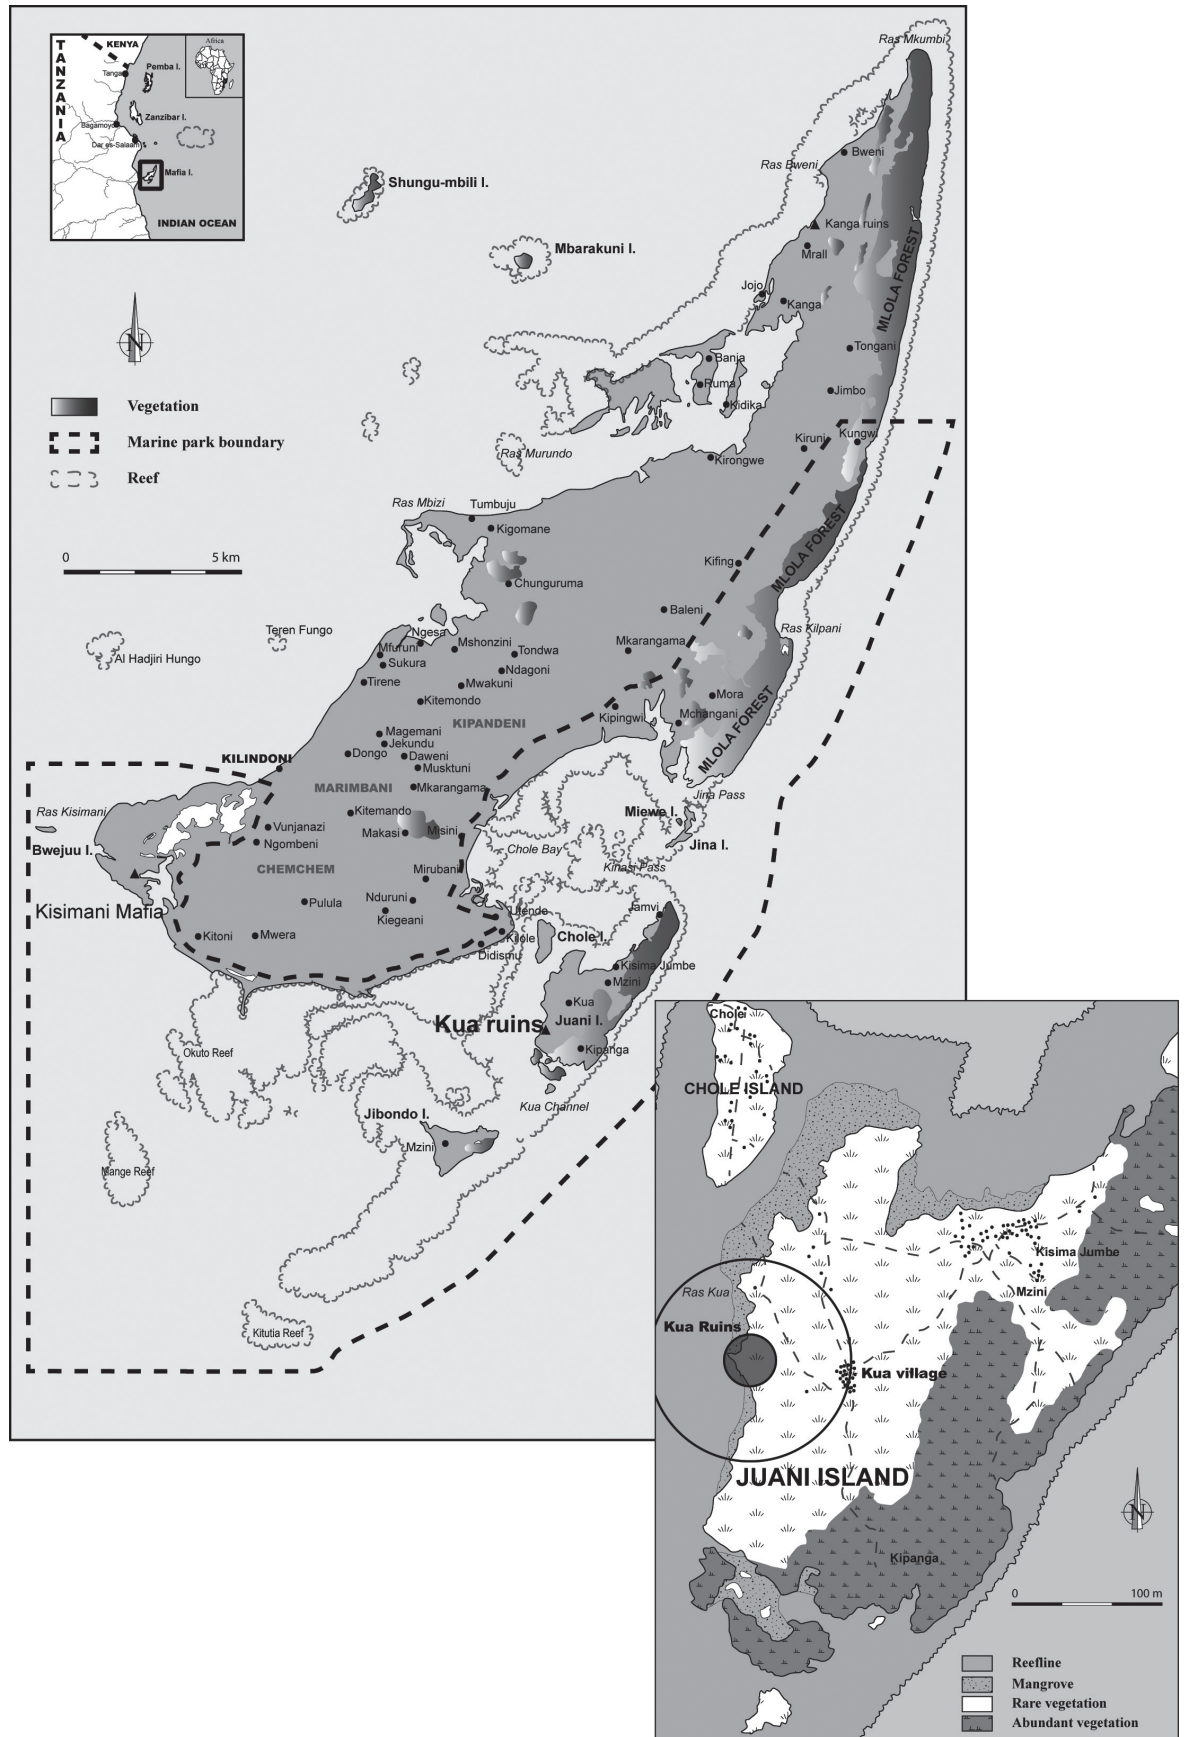 TANZANIA
KENYA
Africa
Tanga
Pemba I.
Zanzibar I.
Bagamoyo
Dar es-Salaam
Mafia I.
INDIAN OCEAN
Ras Mkumbi
Bweni
Ras Bweni
Shungu-mbili I.
Kanga ruins
Mbarakuni I.
Mrall
MLOLA FOREST
Jojo
Kanga
Tongani
Banja
Ruma
Jimbo
Kidika
Vegetation
Marine park boundary
Reef
Kiruni
Kungwi
Ras Murundo
Kirongwe
Ras Mbizi
Tumbuju
Kigomane
MLOLA FOREST
0
5 km
Kifing
Chunguruma
Baleni
Teren Fungo
Ngesa
Ras Kilpani
Al Hadjiri Hungo
Mfuruni
Mshonzini
Tondwa
Mkarangama
Sukura
Ndagoni
Tirene
Mwakuni
Mora
Kitemondo
KIPANDENI
Kipingwi
Mchangani
MLOLA FOREST
Magemani
Jekundu
Dongo
Daweni
KILINDONI
Musktuni
MARIMBANI
Mkarangama
Jina Pass
Ras Kisimani
Kitemando
Miewe I.
Vunjanazi
Makasi
Misini
Bwejuu I.
Ngombeni
Chole Bay
Jina I.
Kinasi Pass
CHEMCHEM
Mirubani
Kisimani Mafia
Pulula
Nduruni
Kiegeani
Utende
Jamvi
Kitoni
Mwera
Kilole
Chole I.
Didismu
Kisima Jumbe
Mzini
Kua
Kua ruins
Juani I.
Okuto Reef
Kipanga
Kua Channel
Jibondo I.
Mzini
Mange Reef
Kitutia Reef
Chole
CHOLE ISLAND
Kisima Jumbe
Mzini
Ras Kua
Kua Ruins
Kua village
JUANI ISLAND
Kipanga
N
N
0
100 m
Reefline
Mangrove
Rare vegetation
Abundant vegetation